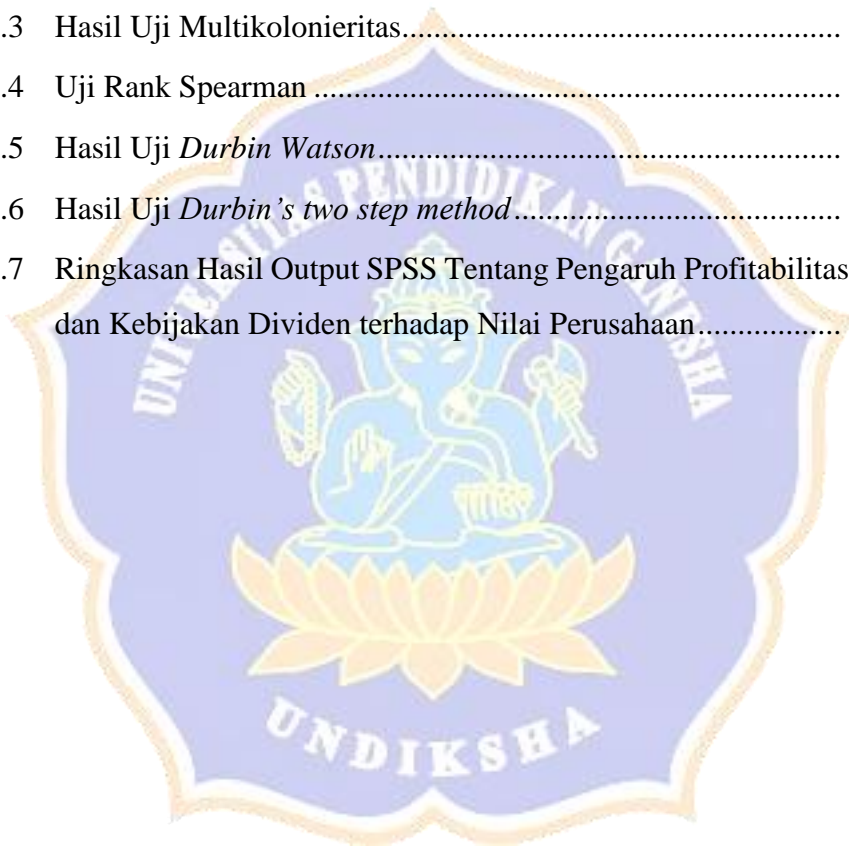 .3 Hasil Uji Multikolonieritas.......................................................
.4 Uji Rank Spearman ..................................................................
.5 Hasil Uji Durbin Watson..........................................................
.6 Hasil Uji Durbin’s two step method.........................................
.7 Ringkasan Hasil Output SPSS Tentang Pengaruh Profitabilitas
dan Kebijakan Dividen terhadap Nilai Perusahaan..................
UNIVERSITAS PENDIDIKAN GANESHA
UNDIKSHA